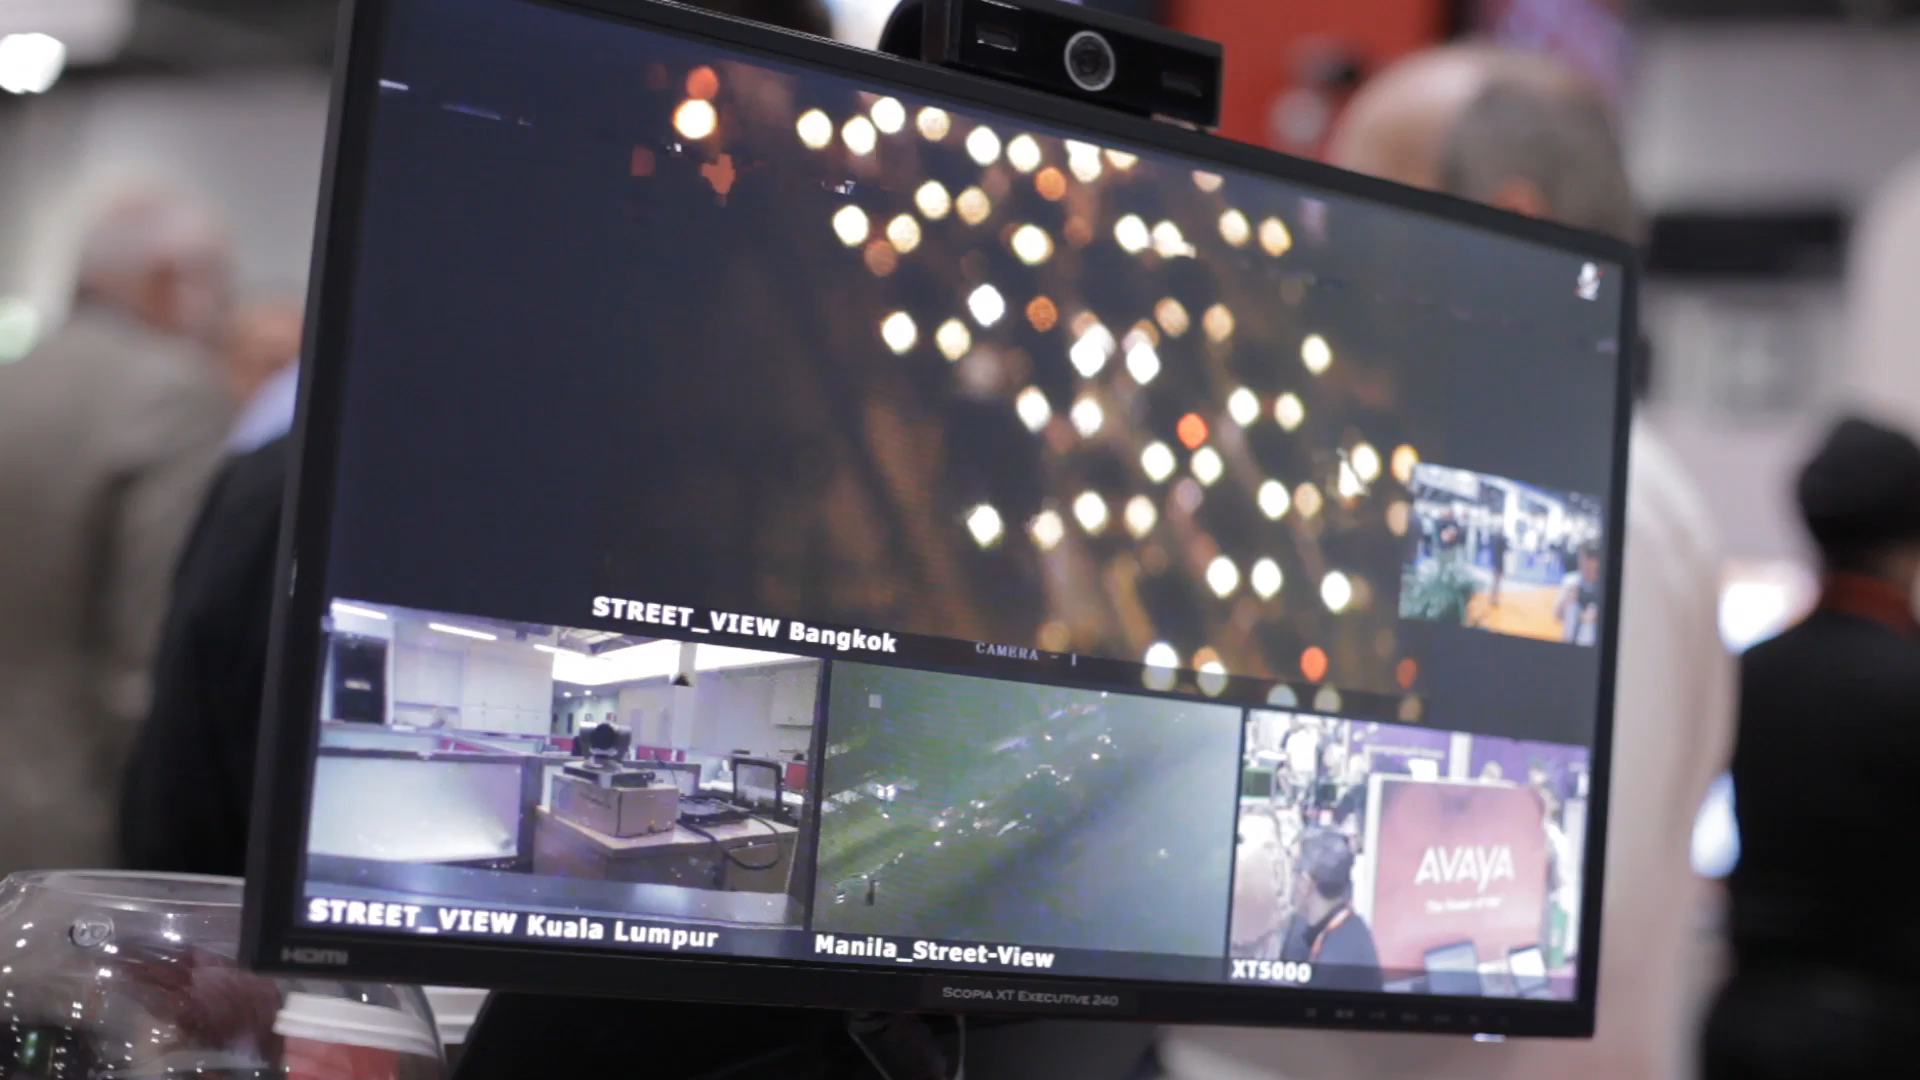 STREET_VIEW Bangkok
CAMERA - 1
STREET_VIEW Kuala Lumpur
Manila_Street-View
XT5000
AVAYA
HDMI
SCOPIA XT EXECUTIVE 240